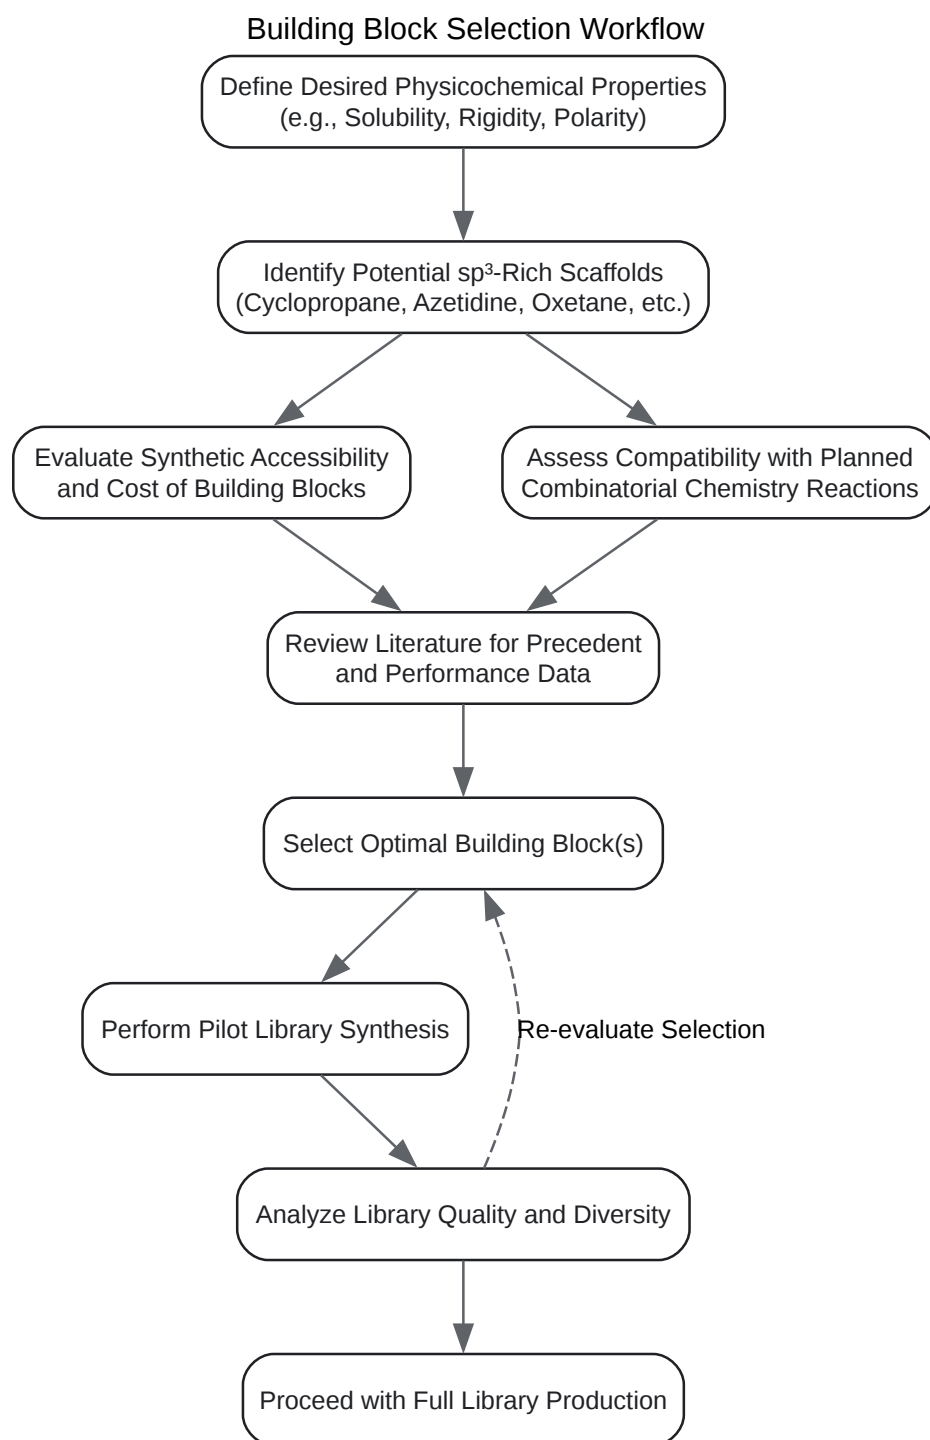 Building Block Selection Workflow
Define Desired Physicochemical Properties
(e.g., Solubility, Rigidity, Polarity)
Identify Potential sp³-Rich Scaffolds
(Cyclopropane, Azetidine, Oxetane, etc.)
Evaluate Synthetic Accessibility
and Cost of Building Blocks
Assess Compatibility with Planned
Combinatorial Chemistry Reactions
Review Literature for Precedent
and Performance Data
Select Optimal Building Block(s)
Perform Pilot Library Synthesis
Re-evaluate Selection
Analyze Library Quality and Diversity
Proceed with Full Library Production